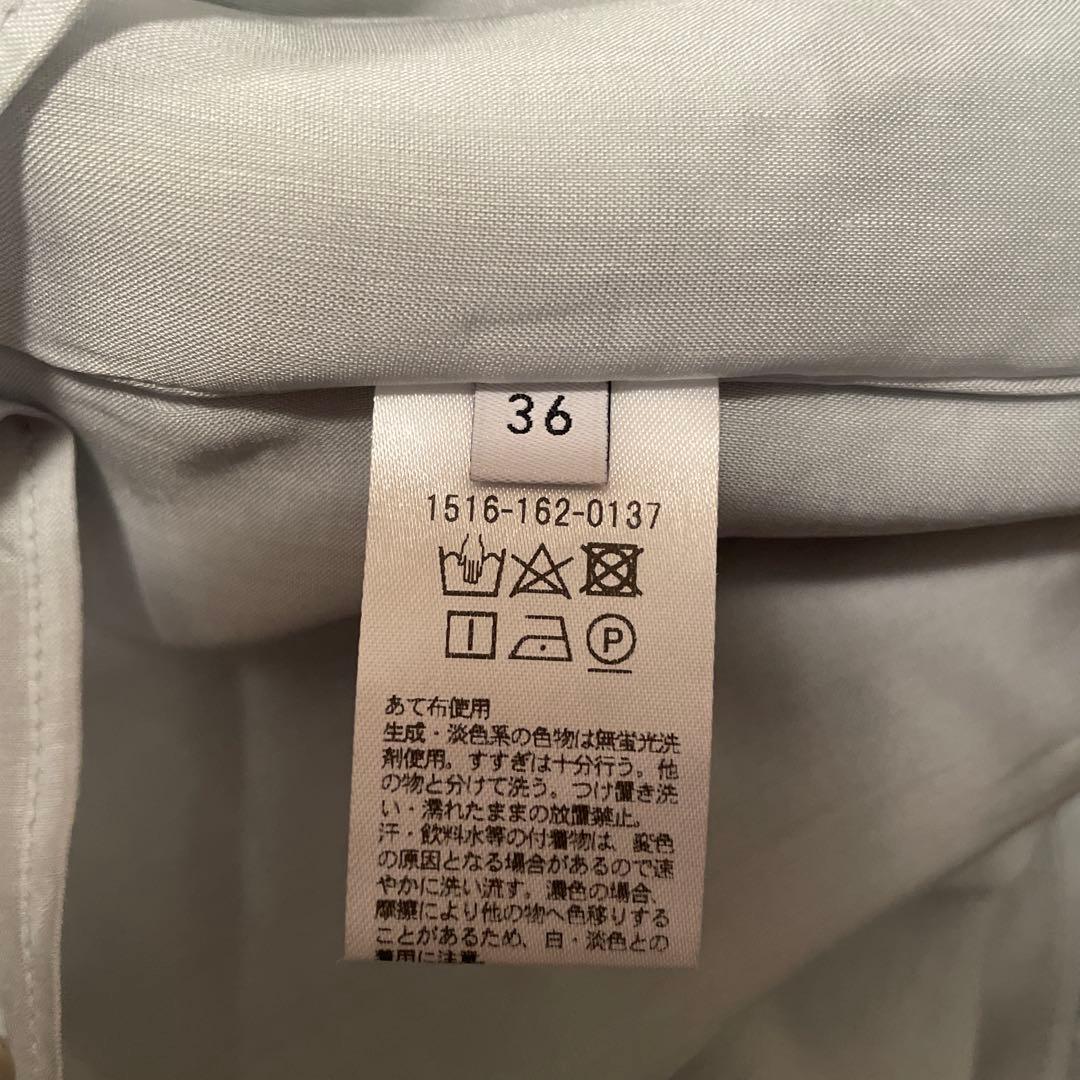 36
1516-162-0137
P
あて布使用
生成・淡色系の色物は無蛍光洗
剤使用。すすぎは十分行う。他
の物と分けて洗う。つけ置き洗
い・濡れたままの放置禁止。
汗・飲料水等の付着物は、変色
の原因となる場合があるので速
やかに洗い流す。濃色の場合、
摩擦により他の物へ色移りする
ことがあるため、白・淡色との
着用に注意